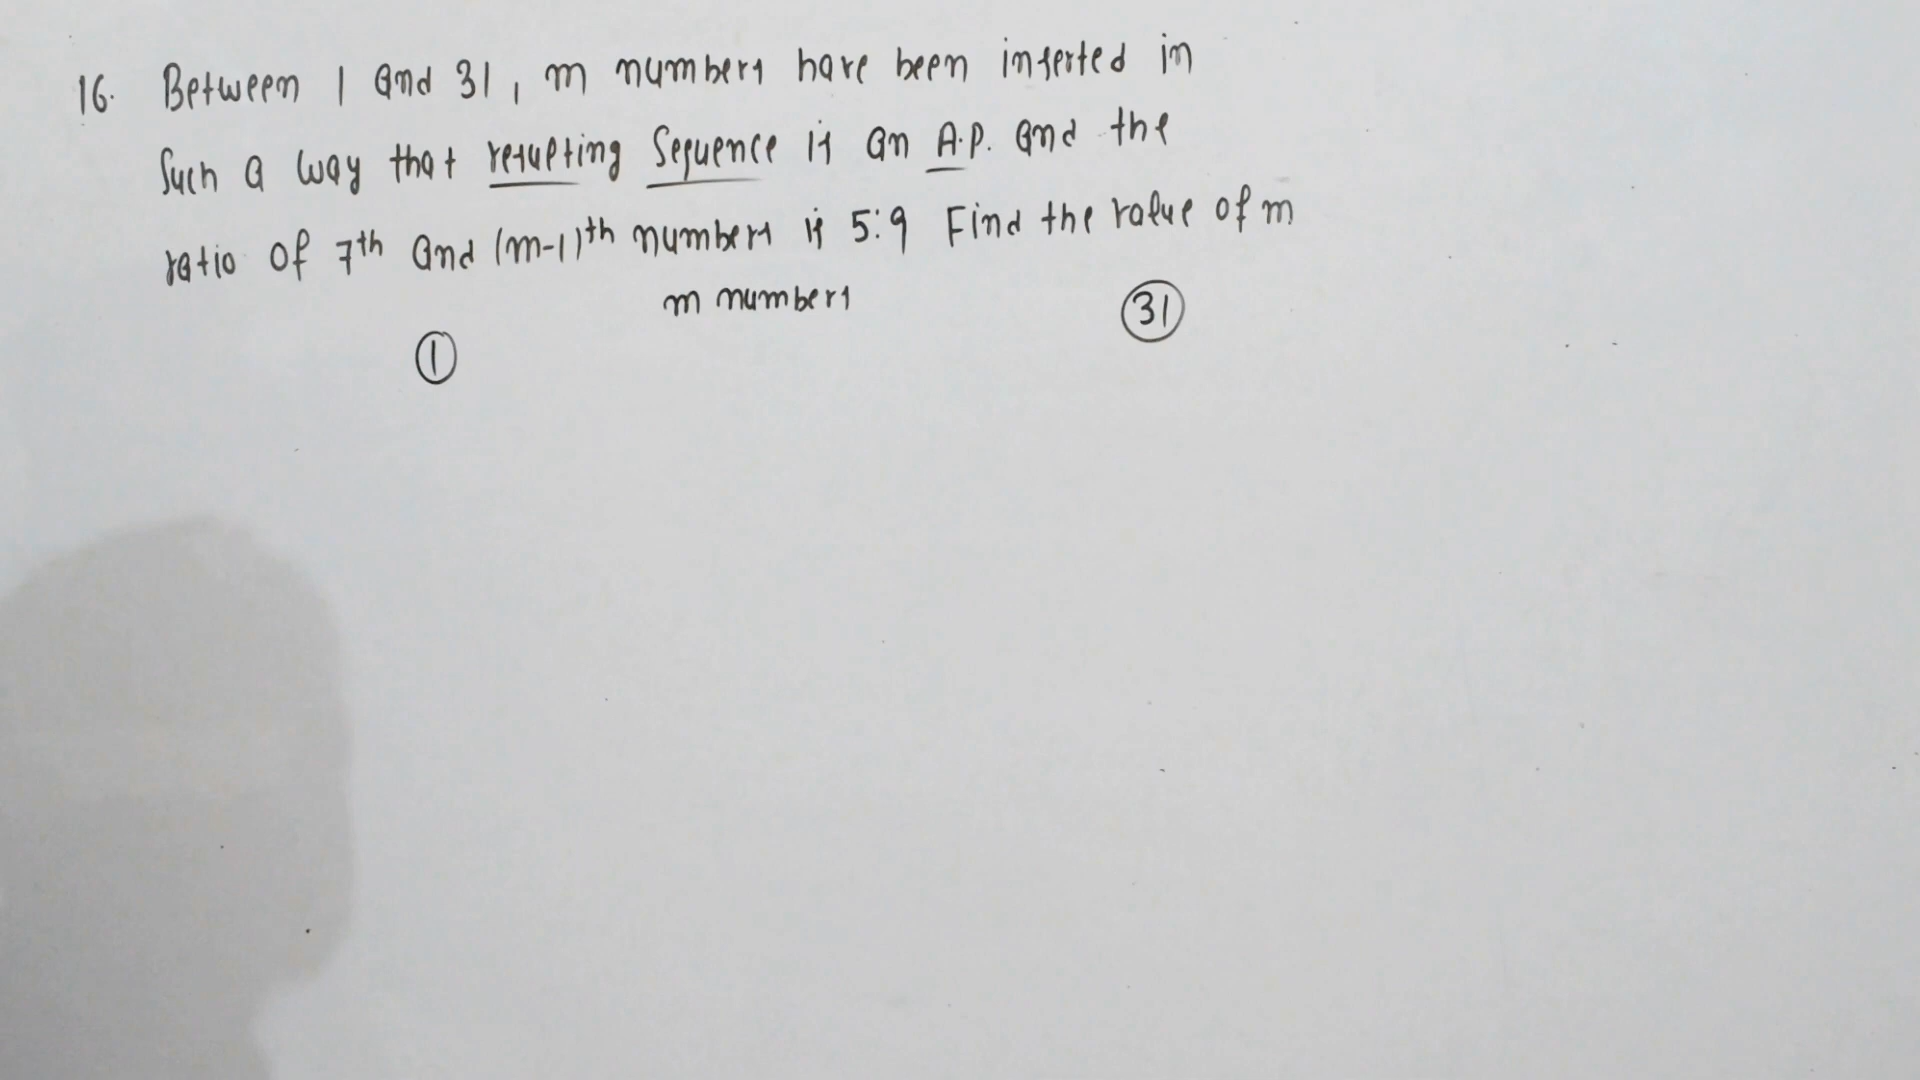 16. Between 1 and 31, m numbers have been inserted in
Such a way that resulting Sequence is an A.P. and the
ratio of 7th and (m-1)th numbers is 5:9 Find the value of m
m numbers
31
1